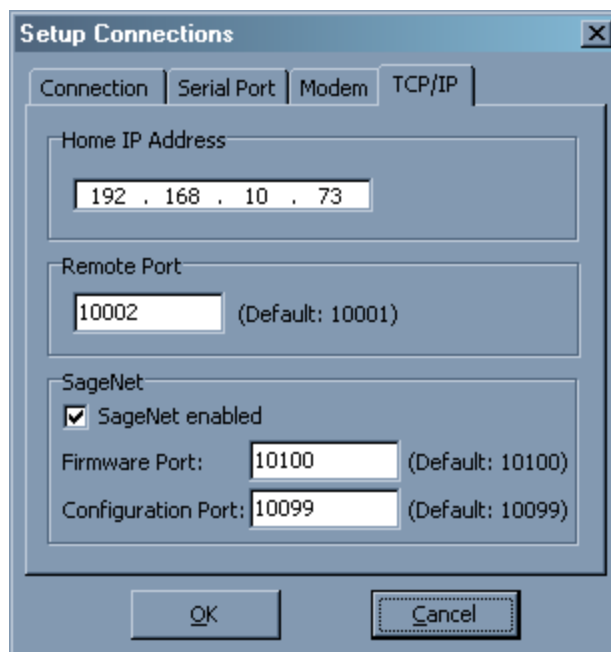 Setup Connections
Connection Serial Port Modem TCP/IP
Home IP Address
192 . 168 . 10 . 73
Remote Port
10002 (Default: 10001)
SageNet
SageNet enabled
Firmware Port: 10100 (Default: 10100)
Configuration Port: 10099 (Default: 10099)
OK Cancel